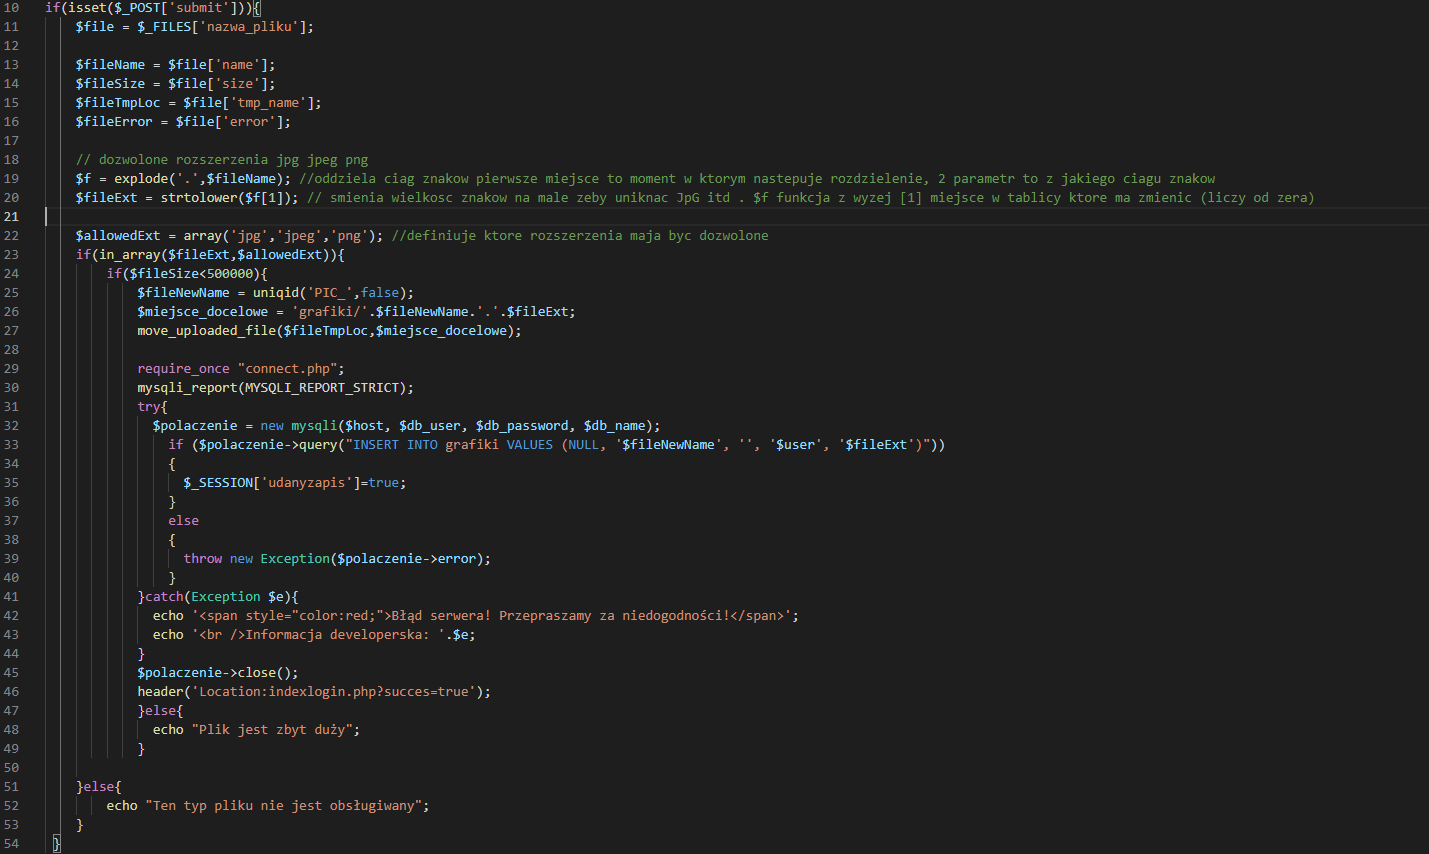 10 if(isset($_POST['submit'])){
11 $file = $_FILES['nazwa_pliku'];
12
13 $fileName = $file['name'];
14 $fileSize = $file['size'];
15 $fileTmpLoc = $file['tmp_name'];
16 $fileError = $file['error'];
17
18 // dozwolone rozszerzenia jpg jpeg png
19 $f = explode('.',$fileName); //oddziela ciag znakow pierwsze miejsce to moment w ktorym nastepuje rozdzielenie, 2 parametr to z jakiego ciagu znakow
20 $fileExt = strtolower($f[1]); // smienia wielkosc znakow na male zeby uniknac JpG itd . $f funkcja z wyzej [1] miejsce w tablicy ktore ma zmienic (liczy od zera)
21
22 $allowedExt = array('jpg','jpeg','png'); //definiuje ktore rozszerzenia maja byc dozwolone
23 if(in_array($fileExt,$allowedExt)){
24 if($fileSize<500000){
25 $fileNewName = uniqid('PIC_',false);
26 $miejsce_docelowe = 'grafiki/'.$fileNewName.'.'.$fileExt;
27 move_uploaded_file($fileTmpLoc,$miejsce_docelowe);
28
29 require_once "connect.php";
30 mysqli_report(MYSQLI_REPORT_STRICT);
31 try{
32 $polaczenie = new mysqli($host, $db_user, $db_password, $db_name);
33 if ($polaczenie->query("INSERT INTO grafiki VALUES (NULL, '$fileNewName', '', '$user', '$fileExt')"))
34 {
35 $_SESSION['udanyzapis']=true;
36 }
37 else
38 {
39 throw new Exception($polaczenie->error);
40 }
41 }catch(Exception $e){
42 echo '<span style="color:red;">Błąd serwera! Przepraszamy za niedogodności!</span>';
43 echo '<br />Informacja developerska: '.$e;
44 }
45 $polaczenie->close();
46 header('Location:indexlogin.php?succes=true');
47 }else{
48 echo "Plik jest zbyt duży";
49 }
50
51 }else{
52 echo "Ten typ pliku nie jest obsługiwany";
53 }
54 }